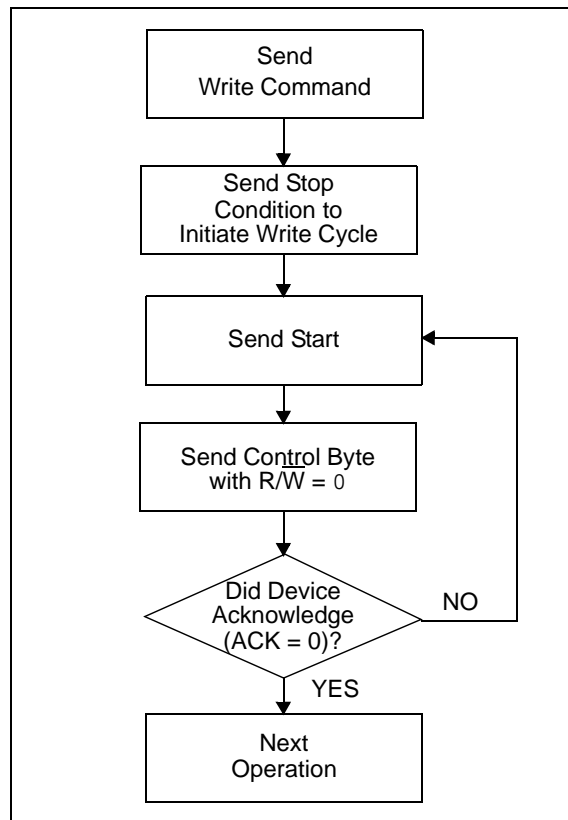 Send
Write Command
Send Stop
Condition to
Initiate Write Cycle
Send Start
Send Control Byte
with R/W̅ = 0
Did Device
Acknowledge
(ACK = 0)?
NO
YES
Next
Operation